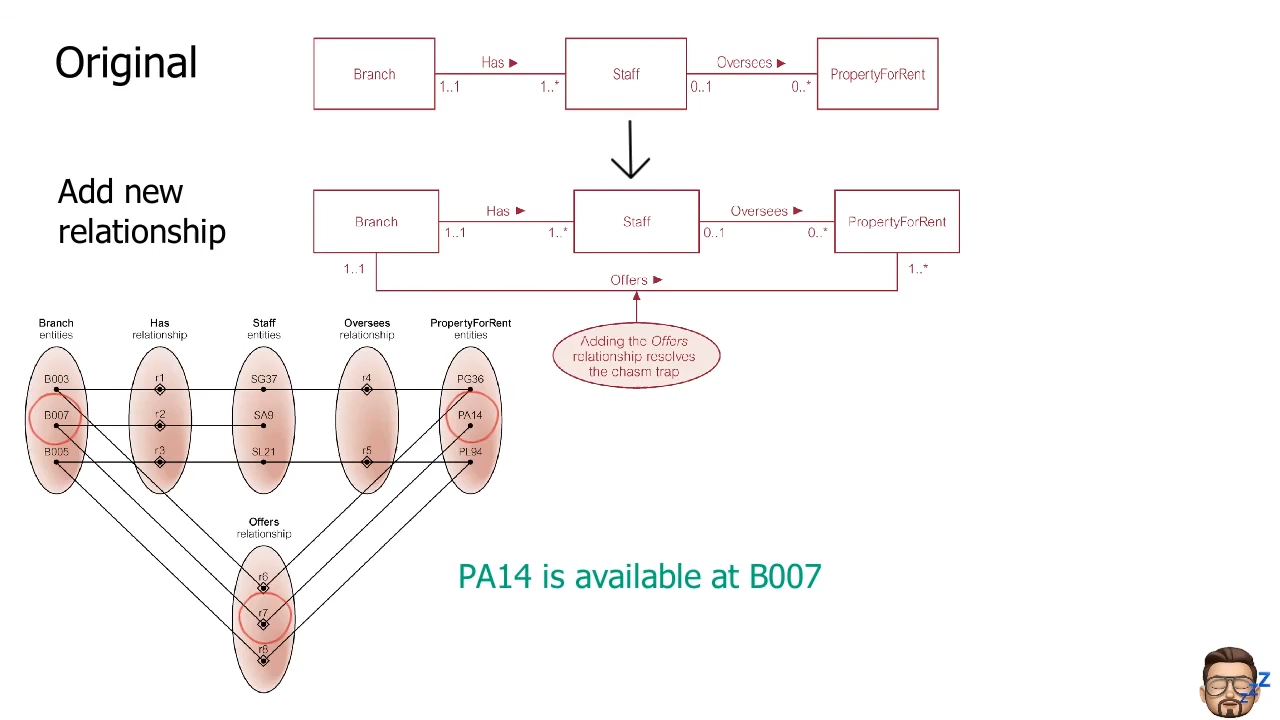 Original
Branch
Has ►
1..1
1..*
Staff
Oversees ►
0..1
0..*
PropertyForRent
Add new
relationship
Branch
Has ►
1..1
1..*
Staff
Oversees ►
0..1
0..*
PropertyForRent
1..1
Offers ►
1..*
Adding the Offers
relationship resolves
the chasm trap
Branch
entities
Has
relationship
Staff
entities
Oversees
relationship
PropertyForRent
entities
B003
r1
SG37
r4
PG36
B007
r2
SA9
PA14
B005
r3
SL21
r5
PL94
Offers
relationship
r6
r7
r8
PA14 is available at B007
z z Z